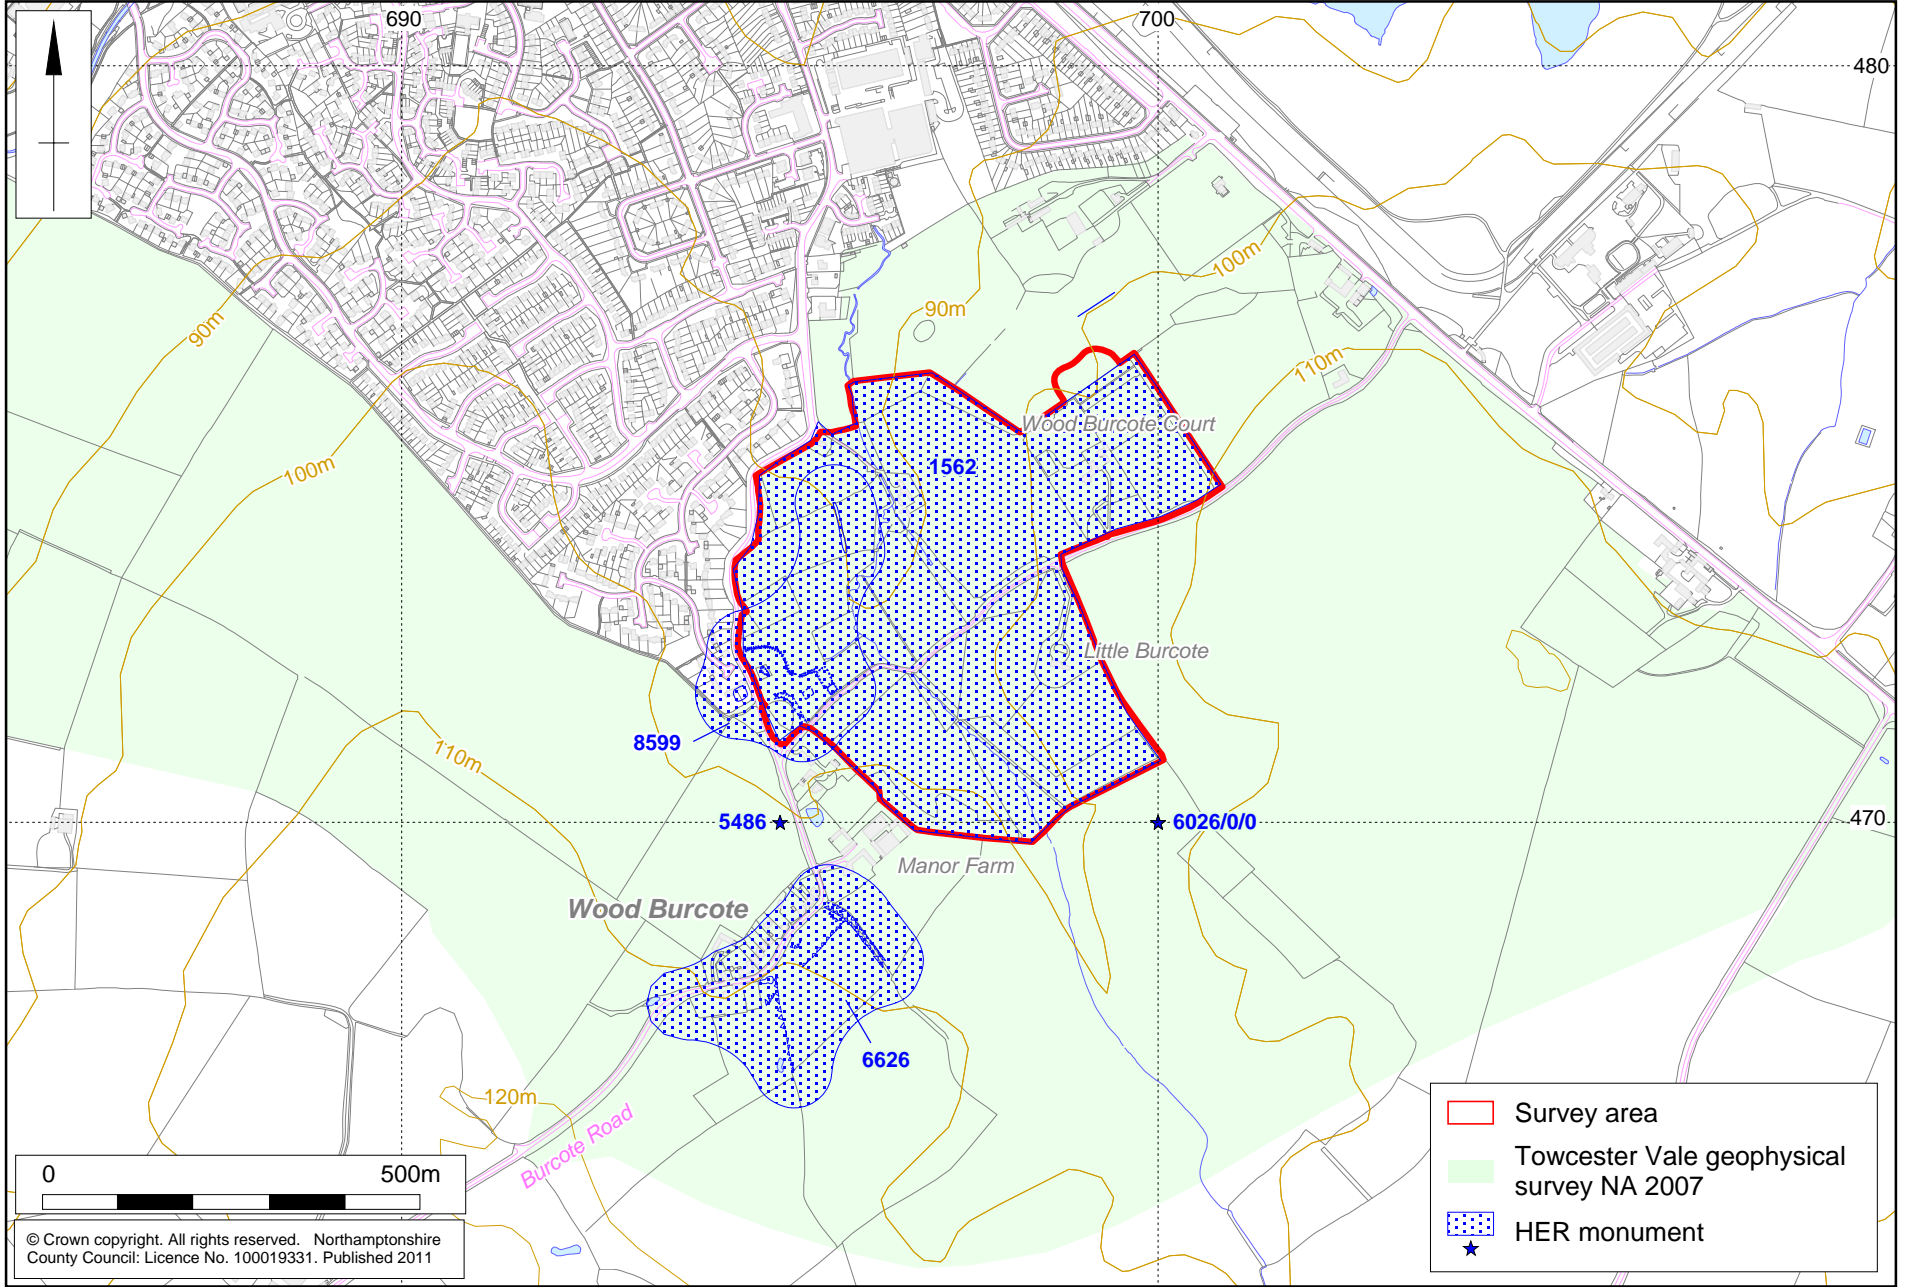 690
700
480
90m
100m
90m
110m
100m
Wood Burcote Court
1562
Little Burcote
8599
110m
5486
6026/0/0
470
Manor Farm
Wood Burcote
6626
120m
Burcote Road
0 500m
© Crown copyright. All rights reserved. Northamptonshire
County Council: Licence No. 100019331. Published 2011
Survey area
Towcester Vale geophysical
survey NA 2007
HER monument